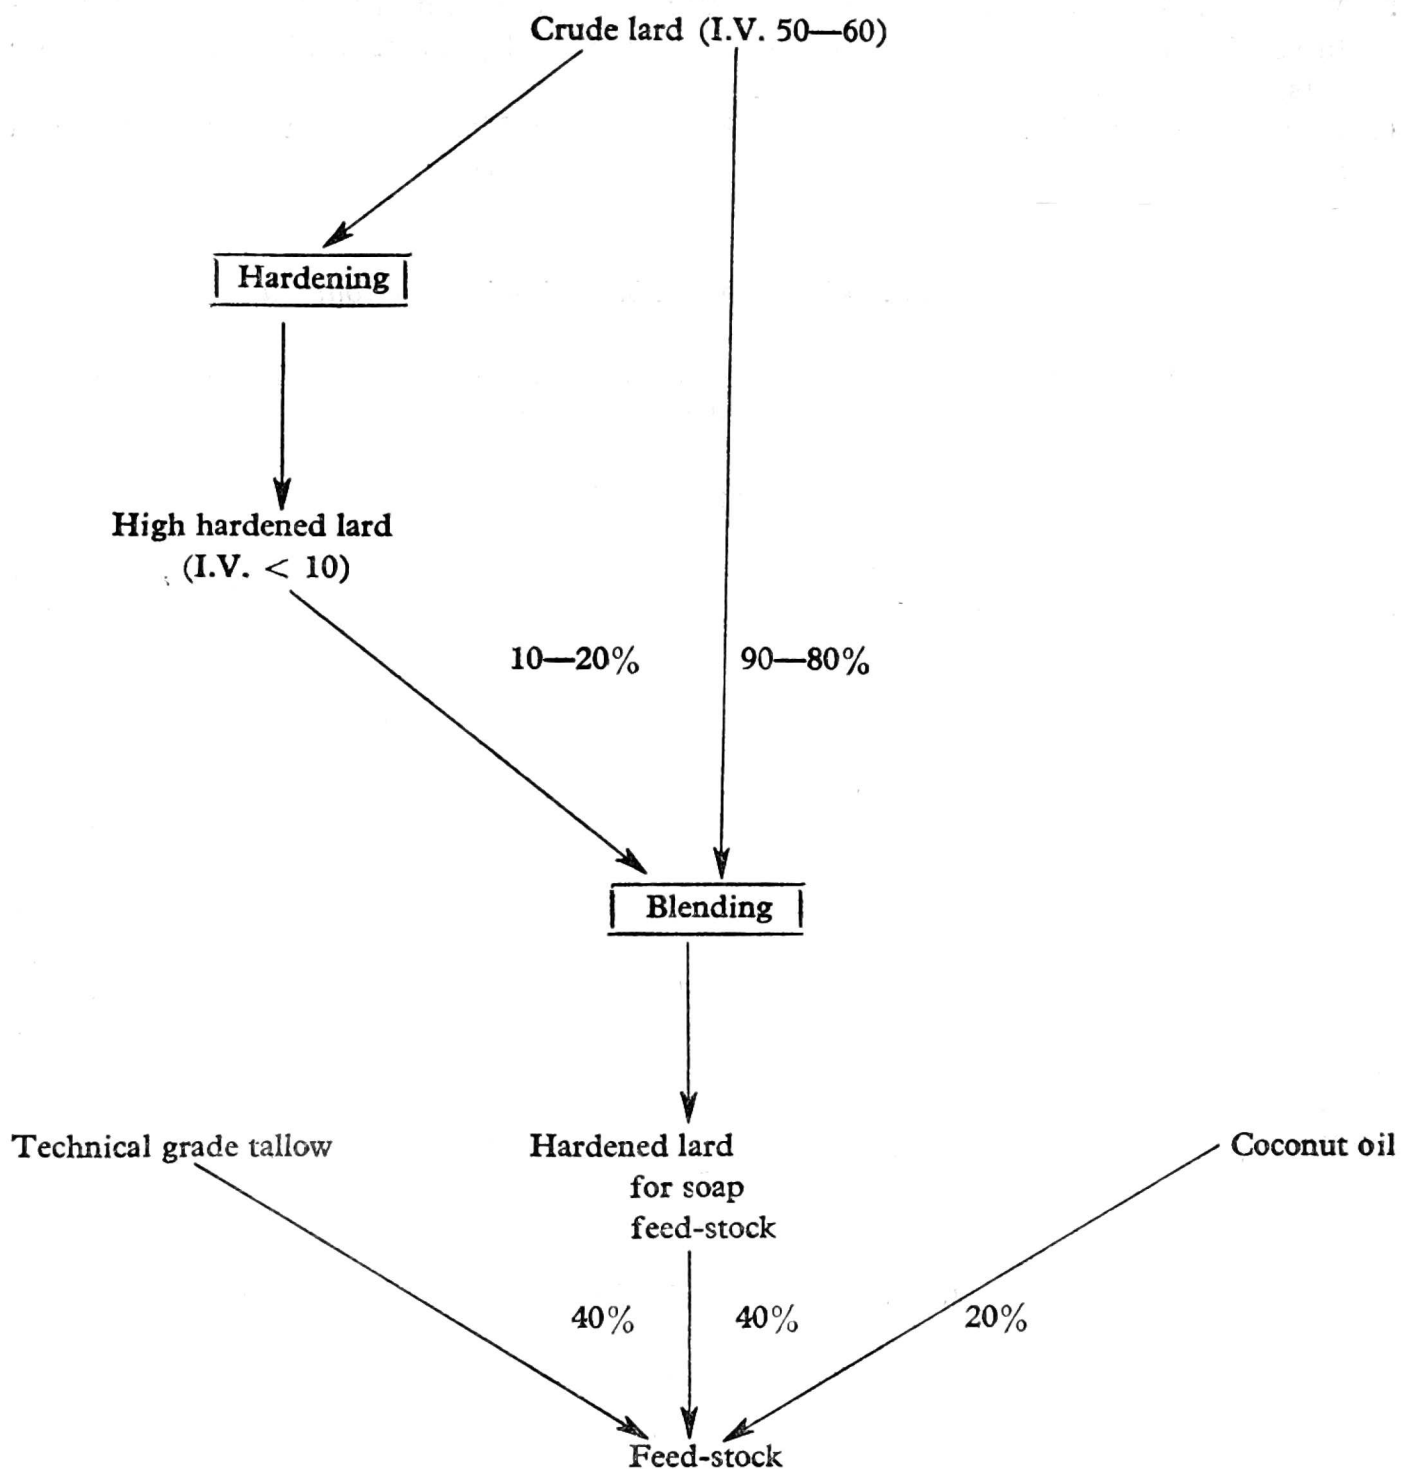 Crude lard (I.V. 50—60)
Hardening
High hardened lard
(I.V. < 10)
10—20%
90—80%
Blending
Technical grade tallow
Hardened lard
for soap
feed-stock
Coconut oil
40%
40%
20%
Feed-stock